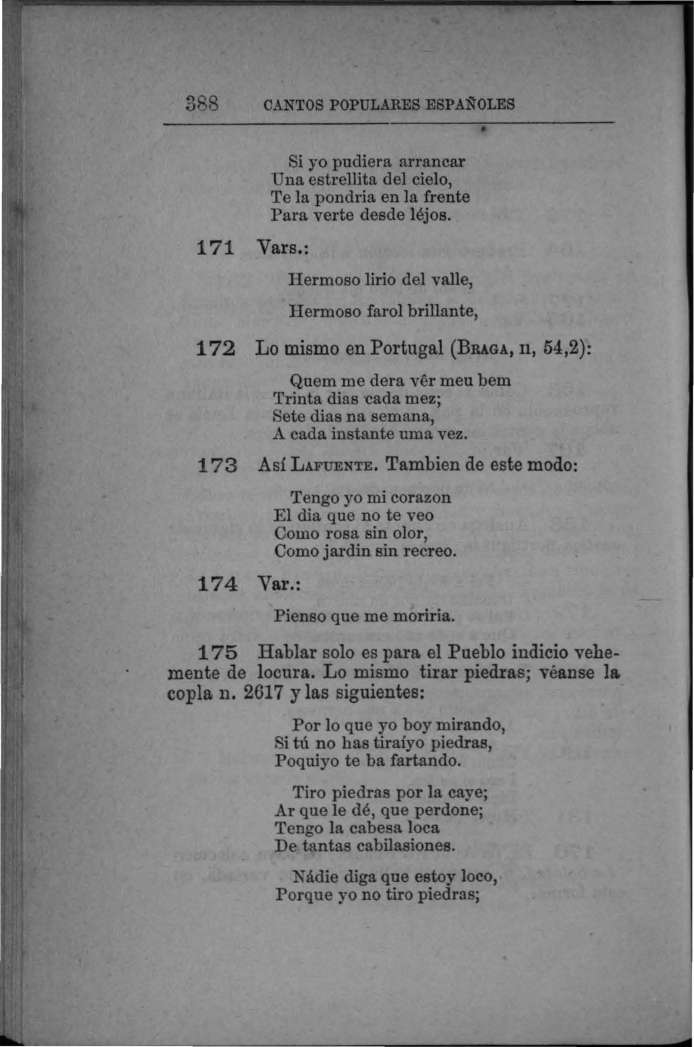 388 CANTOS POPULARES ESPAÑOLES
Si yo pudiera arrancar
Una estrellita del cielo,
Te la pondria en la frente
Para verte desde léjos.
171 Vars.:
Hermoso lirio del valle,
Hermoso farol brillante,
172 Lo mismo en Portugal (BRAGA, II, 54,2):
Quem me dera vêr meu bem
Trinta dias cada mez;
Sete dias na semana,
A cada instante uma vez.
173 Así LAFUENTE. Tambien de este modo:
Tengo yo mi corazon
El dia que no te veo
Como rosa sin olor,
Como jardin sin recreo.
174 Var.:
Pienso que me moriria.
175 Hablar solo es para el Pueblo indicio vehe-
mente de locura. Lo mismo tirar piedras; véanse la
copla n. 2617 y las siguientes:
Por lo que yo boy mirando,
Si tú no has tiraíyo piedras,
Poquiyo te ba fartando.
Tiro piedras por la caye;
Ar que le dé, que perdone;
Tengo la cabesa loca
De tantas cabilasiones.
Nádie diga que estoy loco,
Porque yo no tiro piedras;